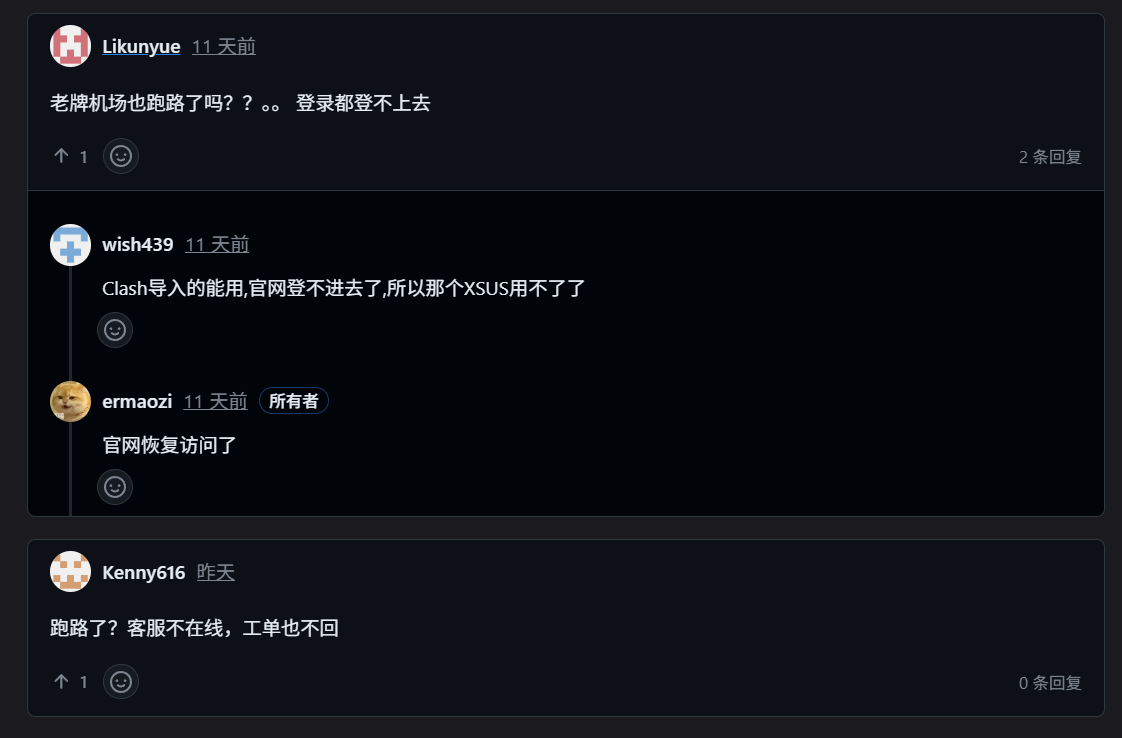 Likunyue 11 天前
老牌机场也跑路了吗？？。。 登录都登不上去
1
2 条回复
wish439 11 天前
Clash导入的能用,官网登不进去了,所以那个XSUS用不了了
ermaozi 11 天前 所有者
官网恢复访问了
Kenny616 昨天
跑路了？客服不在线，工单也不回
1
0 条回复